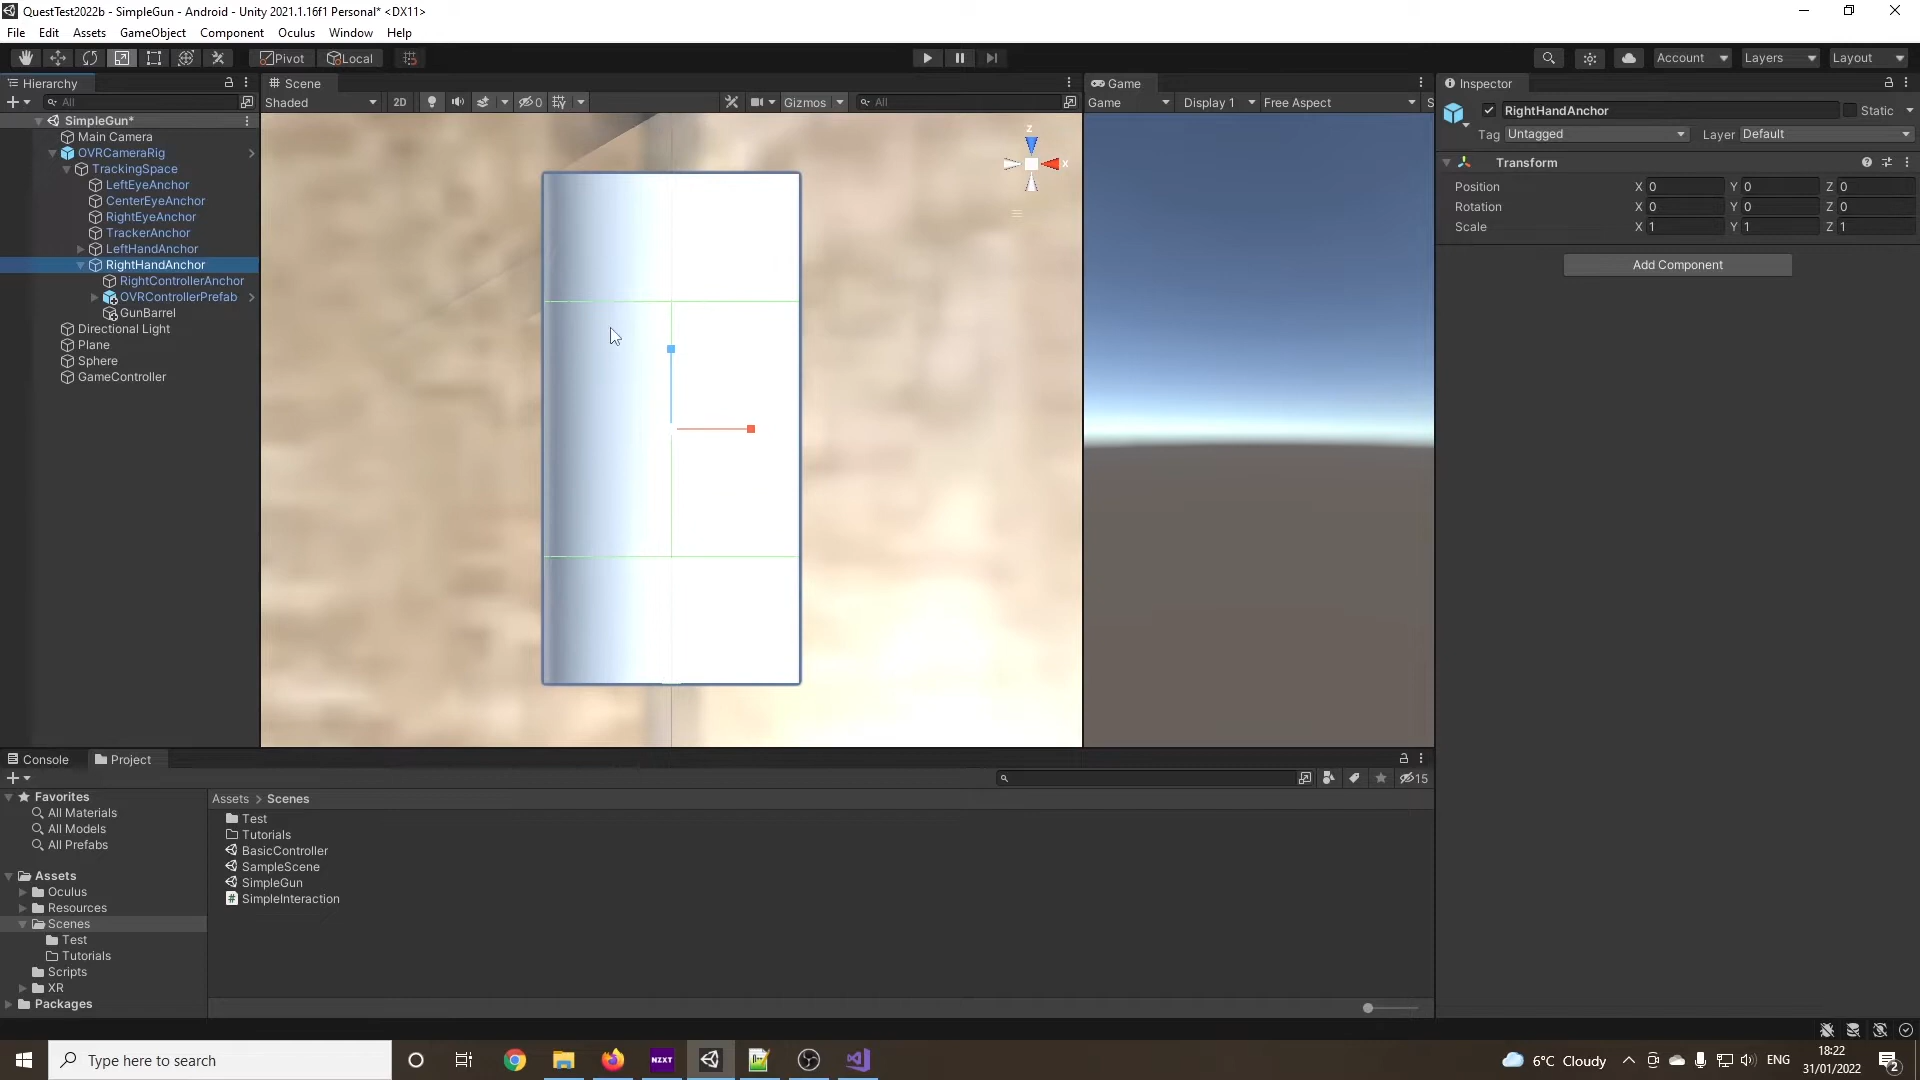 QuestTest2022b - SimpleGun - Android - Unity 2021.1.16f1 Personal* <DX11>
File Edit Assets GameObject Component Oculus Window Help
Pivot Local Account Layers Layout
Hierarchy Scene Game Inspector
All Shaded 2D 0 Gizmos All Game Display 1 Free Aspect S
RightHandAnchor Static
Tag Untagged Layer Default
SimpleGun*
Main Camera
OVRCameraRig
TrackingSpace
LeftEyeAnchor
CenterEyeAnchor
RightEyeAnchor
TrackerAnchor
LeftHandAnchor
RightHandAnchor
RightControllerAnchor
OVRControllerPrefab
GunBarrel
Directional Light
Plane
Sphere
GameController
z
x
Transform
Position X 0 Y 0 Z 0
Rotation X 0 Y 0 Z 0
Scale X 1 Y 1 Z 1
Add Component
Console Project
15
Favorites
All Materials
All Models
All Prefabs
Assets
Oculus
Resources
Scenes
Test
Tutorials
Scripts
XR
Packages
Assets > Scenes
Test
Tutorials
BasicController
SampleScene
SimpleGun
SimpleInteraction
Type here to search
NZXT
6°C Cloudy
ENG
18:22
31/01/2022
2